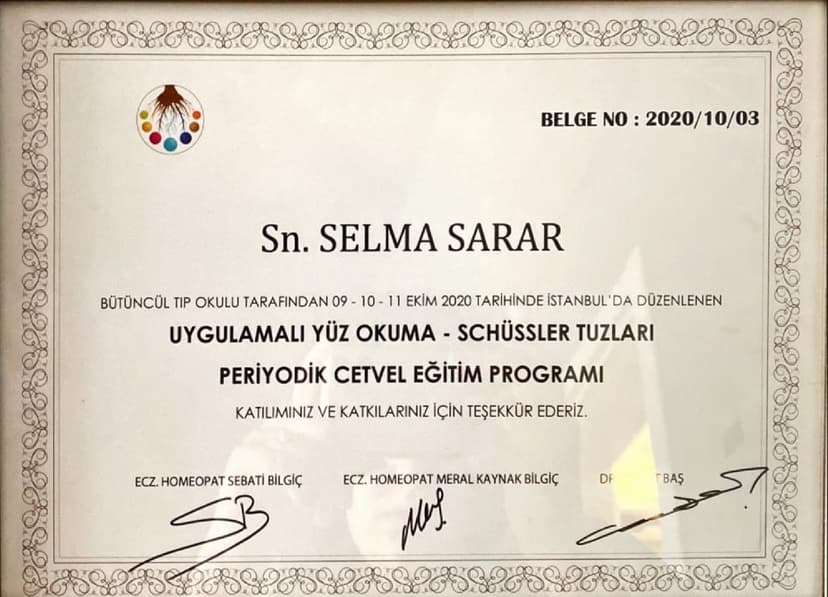 BELGE NO : 2020/10/03
Sn. SELMA SARAR
BÜTÜNCÜL TIP OKULU TARAFINDAN 09 - 10 - 11 EKİM 2020 TARİHİNDE İSTANBUL'DA DÜZENLENEN
UYGULAMALI YÜZ OKUMA - SCHÜSSLER TUZLARI
PERİYODİK CETVEL EĞİTİM PROGRAMI
KATILIMINIZ VE KATKILARINIZ İÇİN TEŞEKKÜR EDERİZ.
ECZ. HOMEOPAT SEBATİ BİLGİÇ ECZ. HOMEOPAT MERAL KAYNAK BİLGİÇ BAŞ